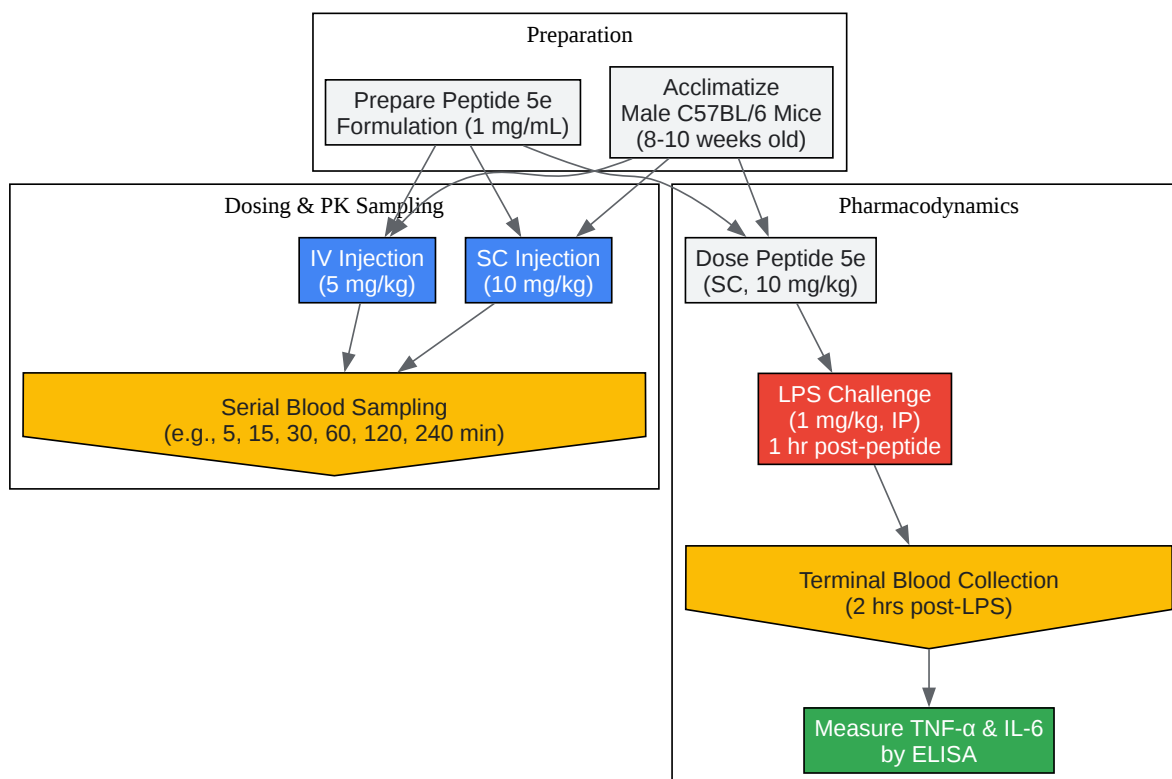 Preparation
Prepare Peptide 5e
Formulation (1 mg/mL)
Acclimatize
Male C57BL/6 Mice
(8-10 weeks old)
Dosing & PK Sampling
IV Injection
(5 mg/kg)
SC Injection
(10 mg/kg)
Serial Blood Sampling
(e.g., 5, 15, 30, 60, 120, 240 min)
Pharmacodynamics
Dose Peptide 5e
(SC, 10 mg/kg)
LPS Challenge
(1 mg/kg, IP)
1 hr post-peptide
Terminal Blood Collection
(2 hrs post-LPS)
Measure TNF-α & IL-6
by ELISA